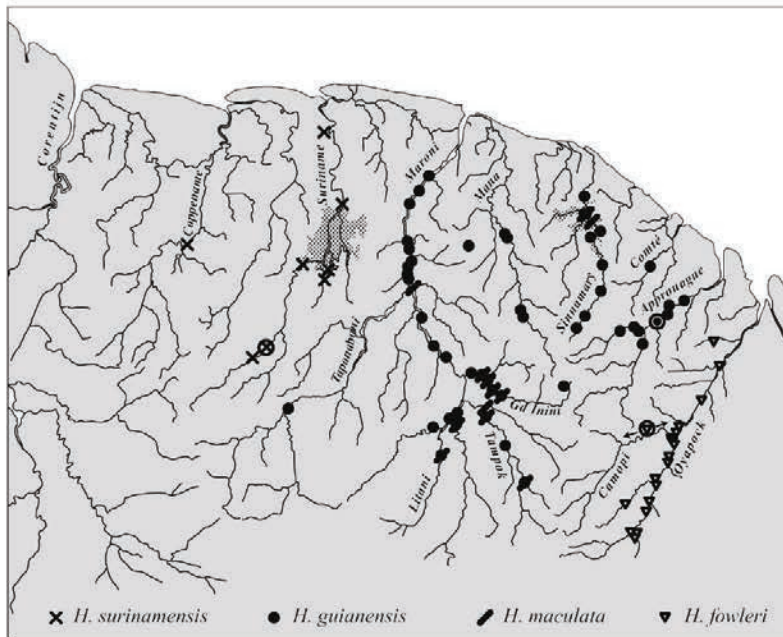 Corentijn
Coppename
Suriname
Maroni
Mana
Sinnamary
Comté
Approuague
Tapanahoni
Gd Inini
Litani
Tampok
Camopi
Oyapock
H. surinamensis H. guianensis H. maculata H. fowleri